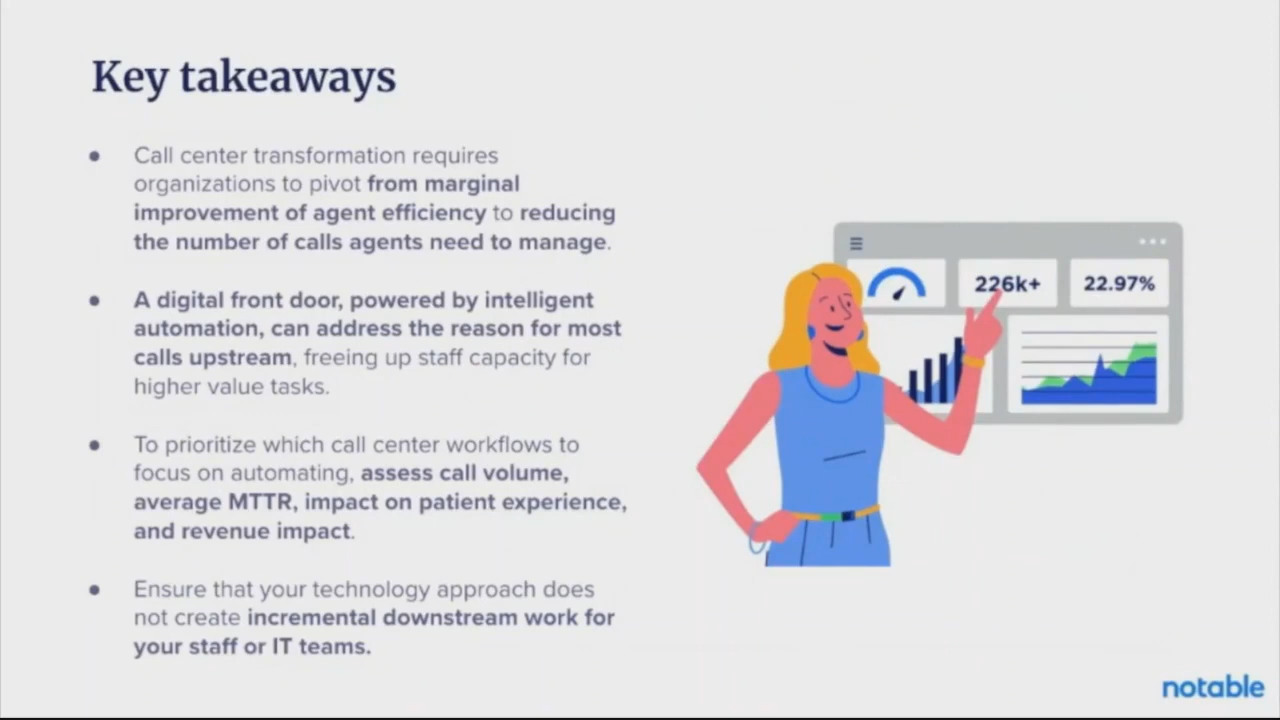 Key takeaways
● Call center transformation requires
organizations to pivot from marginal
improvement of agent efficiency to reducing
the number of calls agents need to manage.
● A digital front door, powered by intelligent
automation, can address the reason for most
calls upstream, freeing up staff capacity for
higher value tasks.
● To prioritize which call center workflows to
focus on automating, assess call volume,
average MTTR, impact on patient experience,
and revenue impact.
● Ensure that your technology approach does
not create incremental downstream work for
your staff or IT teams.
226k+
22.97%
notable